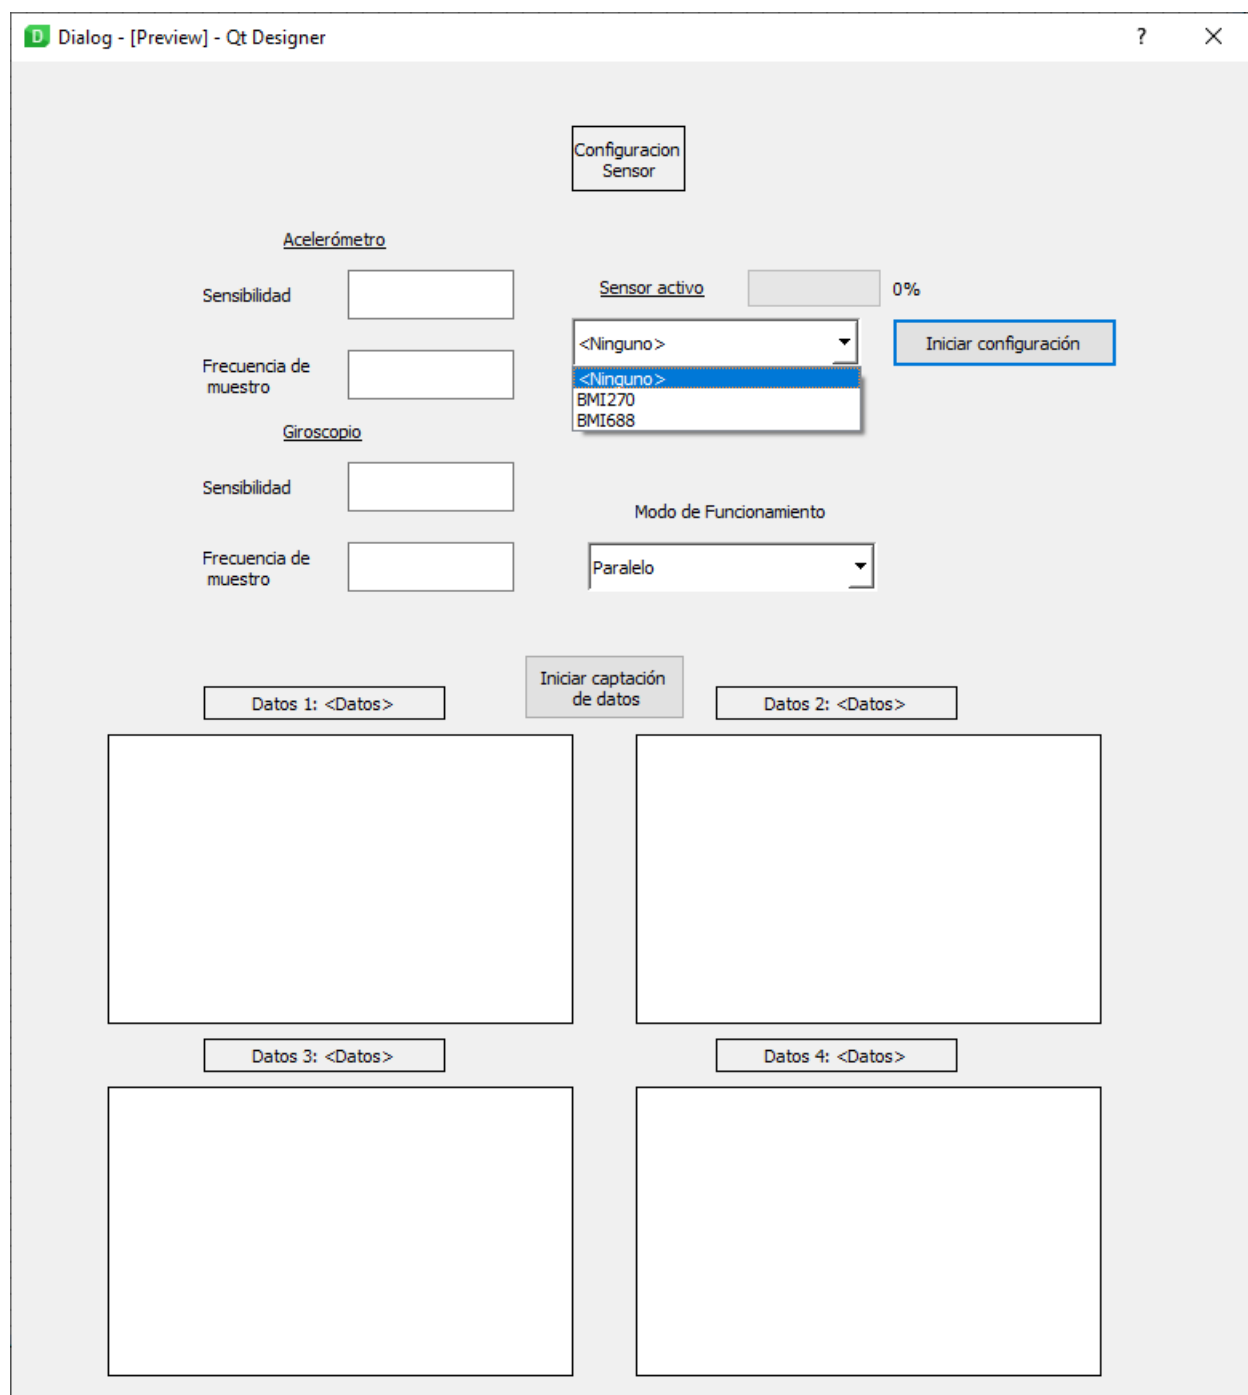 Dialog - [Preview] - Qt Designer
?
Configuracion
Sensor
Acelerómetro
Sensibilidad
Sensor activo
0%
<Ninguno>
Iniciar configuración
Frecuencia de
muestro
<Ninguno>
BMI270
BMI688
Giroscopio
Sensibilidad
Modo de Funcionamiento
Frecuencia de
muestro
Paralelo
Iniciar captación
de datos
Datos 1: <Datos>
Datos 2: <Datos>
Datos 3: <Datos>
Datos 4: <Datos>